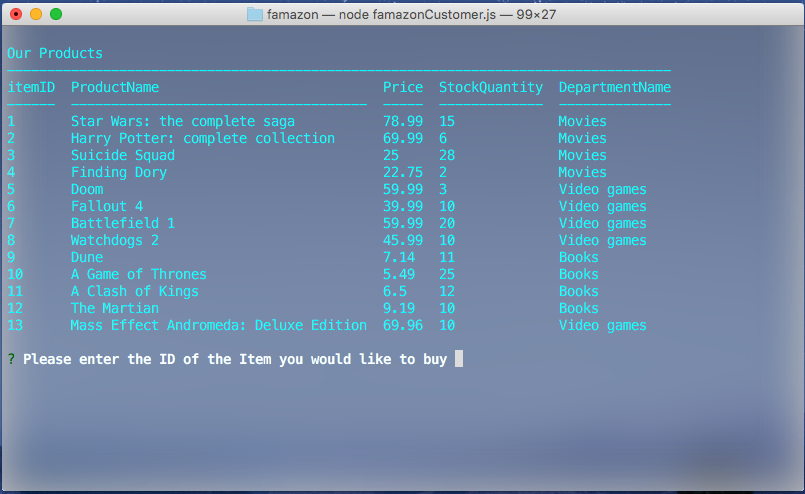 famazon — node famazonCustomer.js — 99×27
Our Products
itemID ProductName Price StockQuantity DepartmentName
1 Star Wars: the complete saga 78.99 15 Movies
2 Harry Potter: complete collection 69.99 6 Movies
3 Suicide Squad 25 28 Movies
4 Finding Dory 22.75 2 Movies
5 Doom 59.99 3 Video games
6 Fallout 4 39.99 10 Video games
7 Battlefield 1 59.99 20 Video games
8 Watchdogs 2 45.99 10 Video games
9 Dune 7.14 11 Books
10 A Game of Thrones 5.49 25 Books
11 A Clash of Kings 6.5 12 Books
12 The Martian 9.19 10 Books
13 Mass Effect Andromeda: Deluxe Edition 69.96 10 Video games
? Please enter the ID of the Item you would like to buy